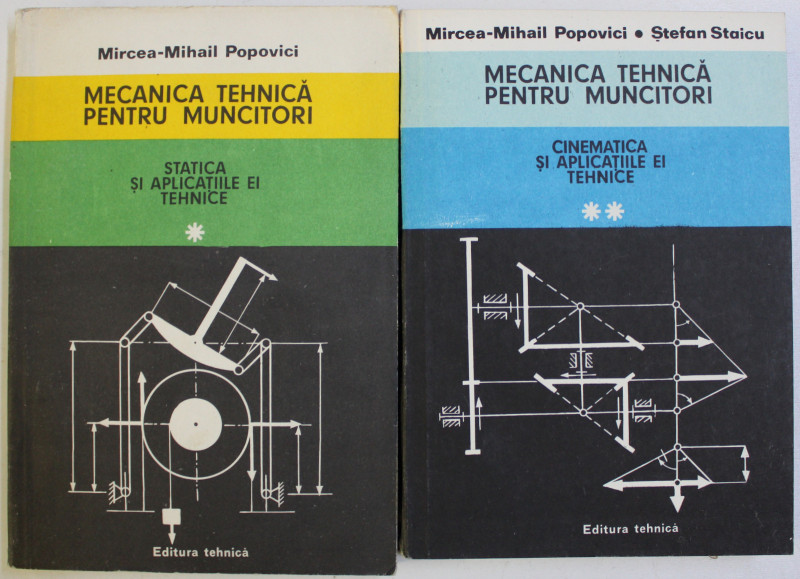 Mircea-Mihail Popovici
MECANICA TEHNICĂ
PENTRU MUNCITORI
STATICA
ȘI APLICAȚIILE EI
TEHNICE
*
Editura tehnică
Mircea-Mihail Popovici • Ștefan Staicu
MECANICA TEHNICĂ
PENTRU MUNCITORI
CINEMATICA
ȘI APLICAȚIILE EI
TEHNICE
**
Editura tehnică